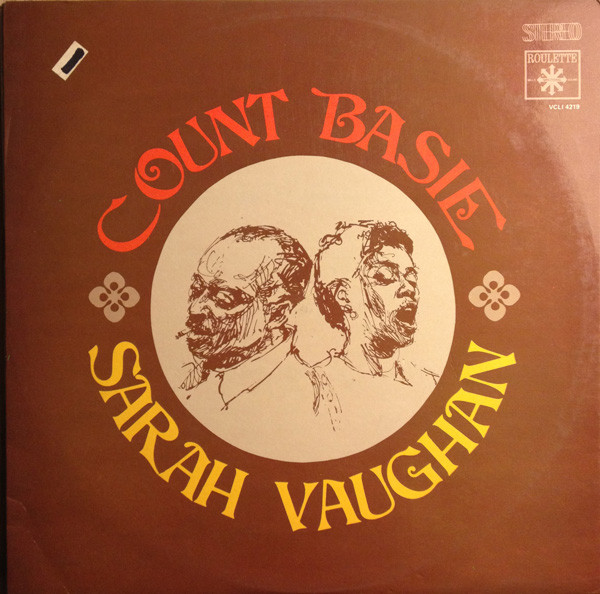 STEREO
ROULETTE
VCLI 4219
COUNT BASIE
SARAH VAUGHAN